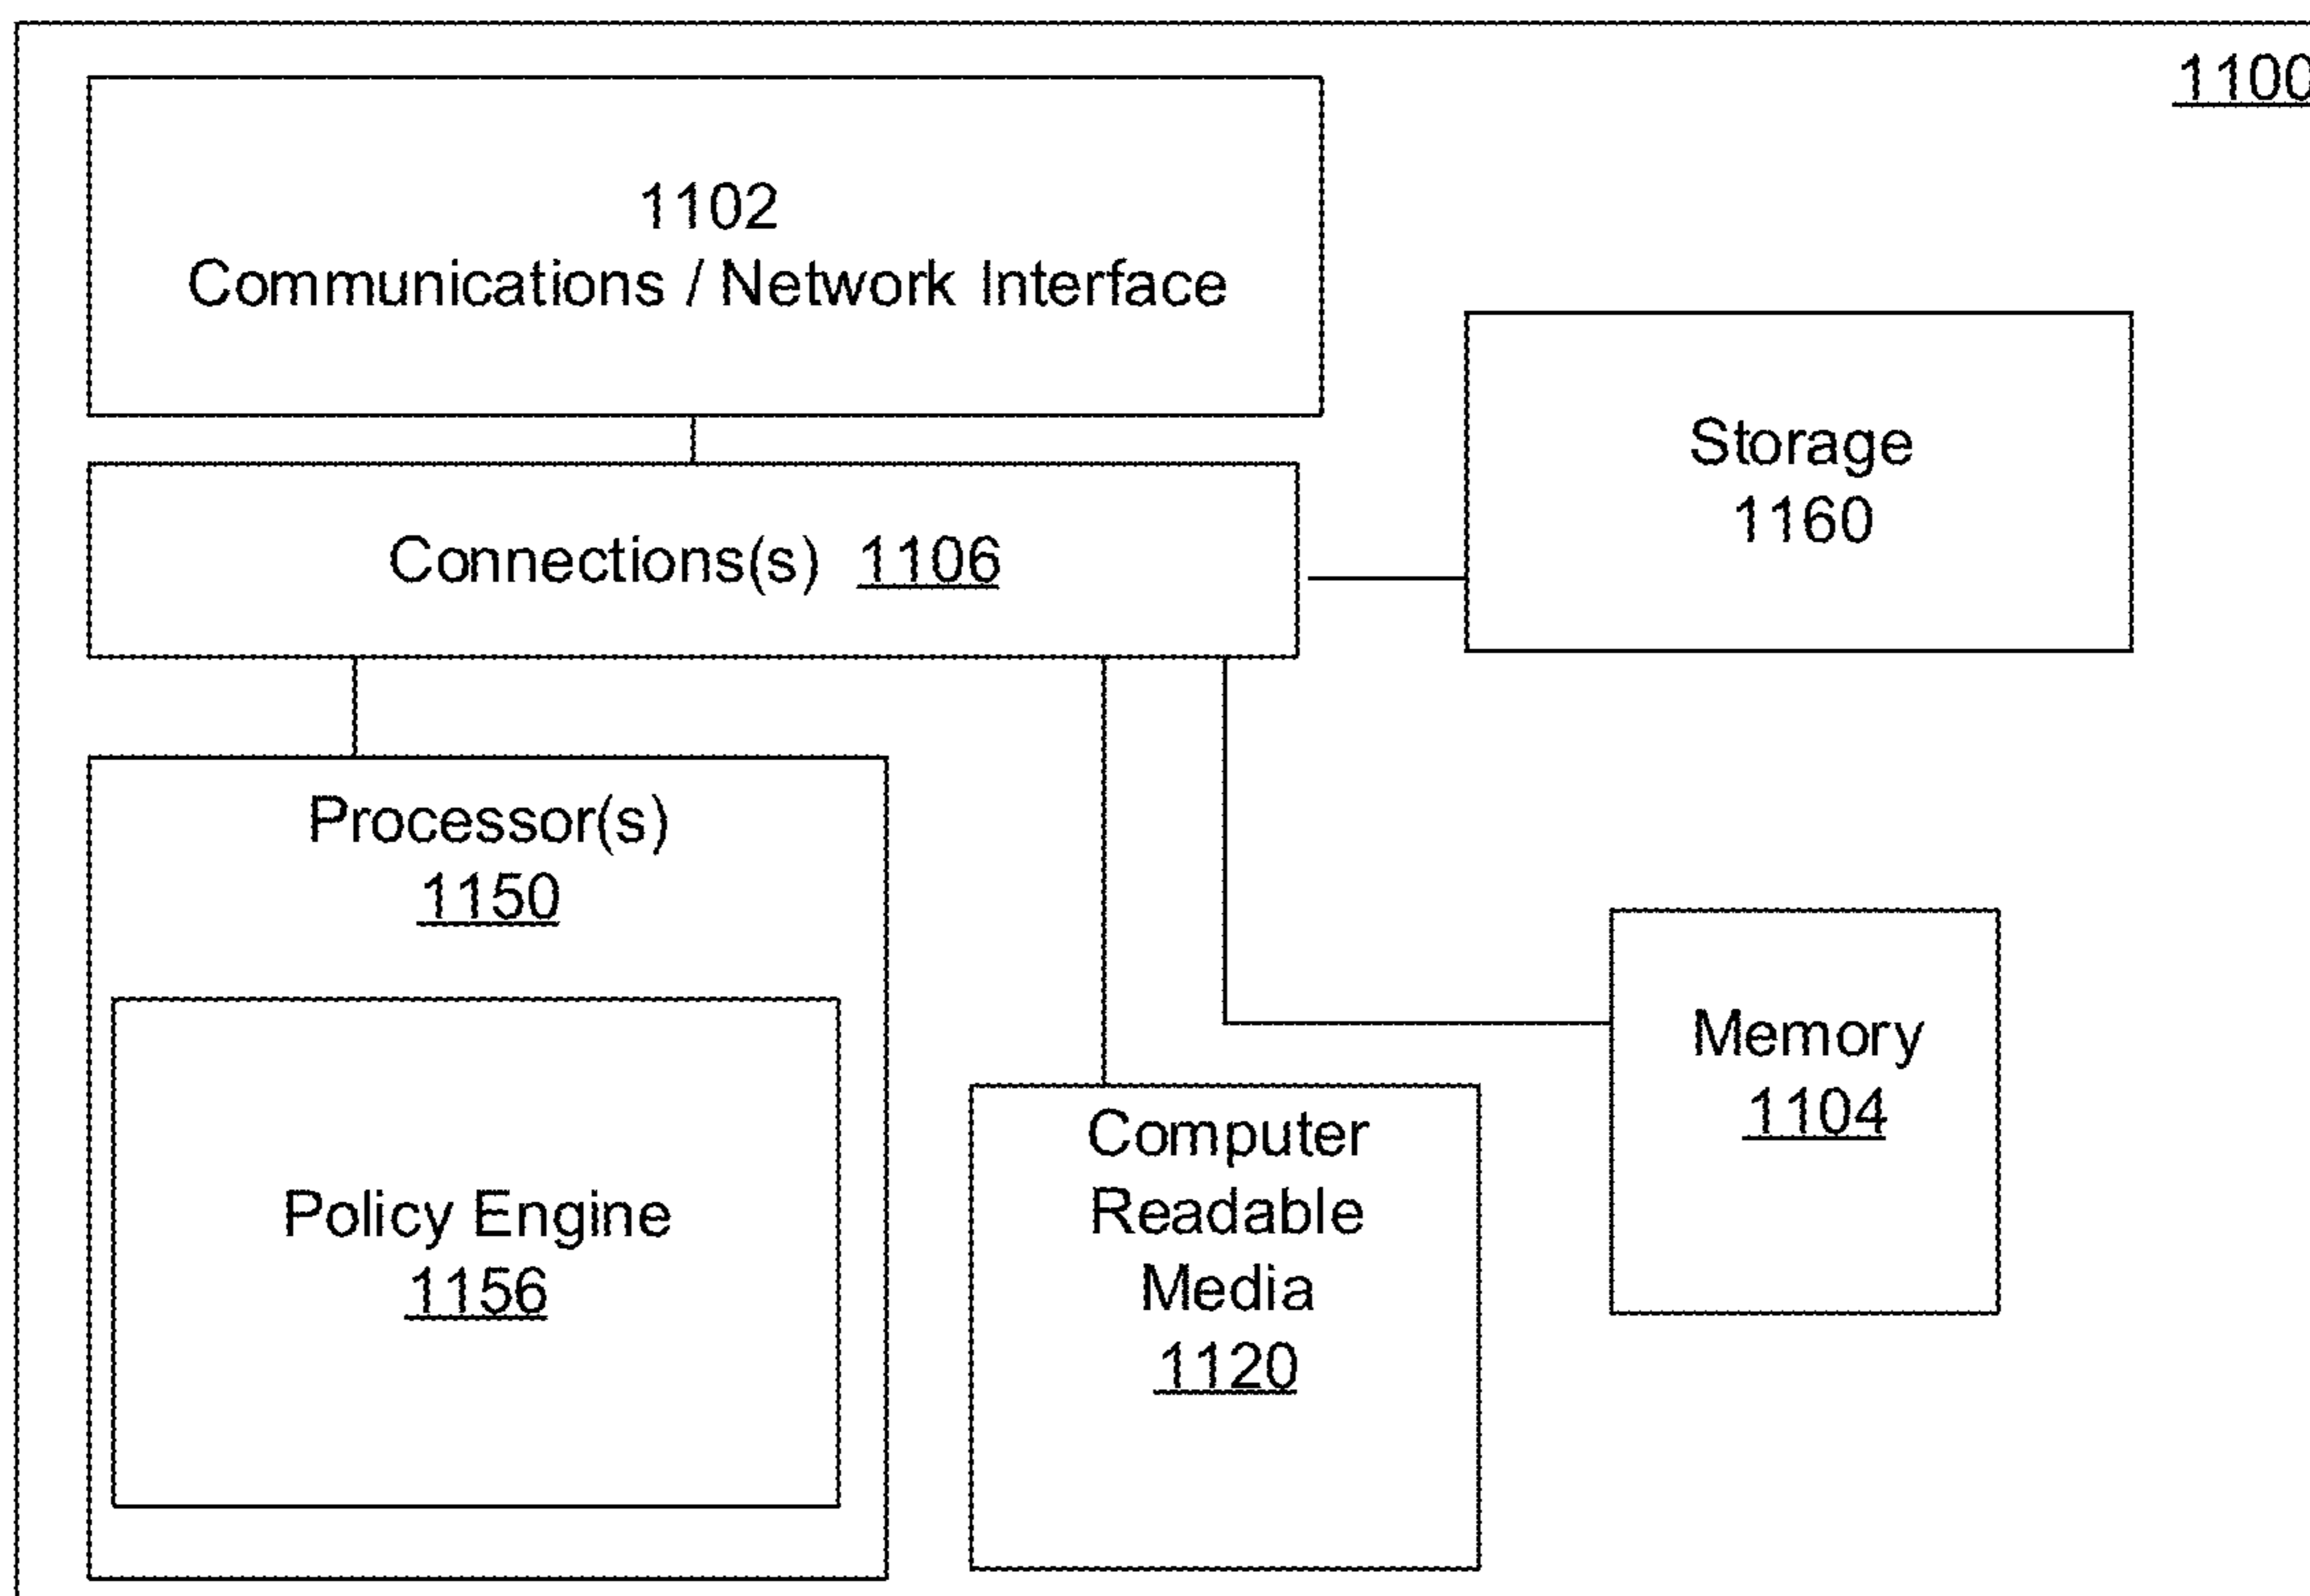 1100
1102
Communications / Network Interface
Storage
1160
Connections(s) 1106
Processor(s)
1150
Policy Engine
1156
Computer
Readable
Media
1120
Memory
1104